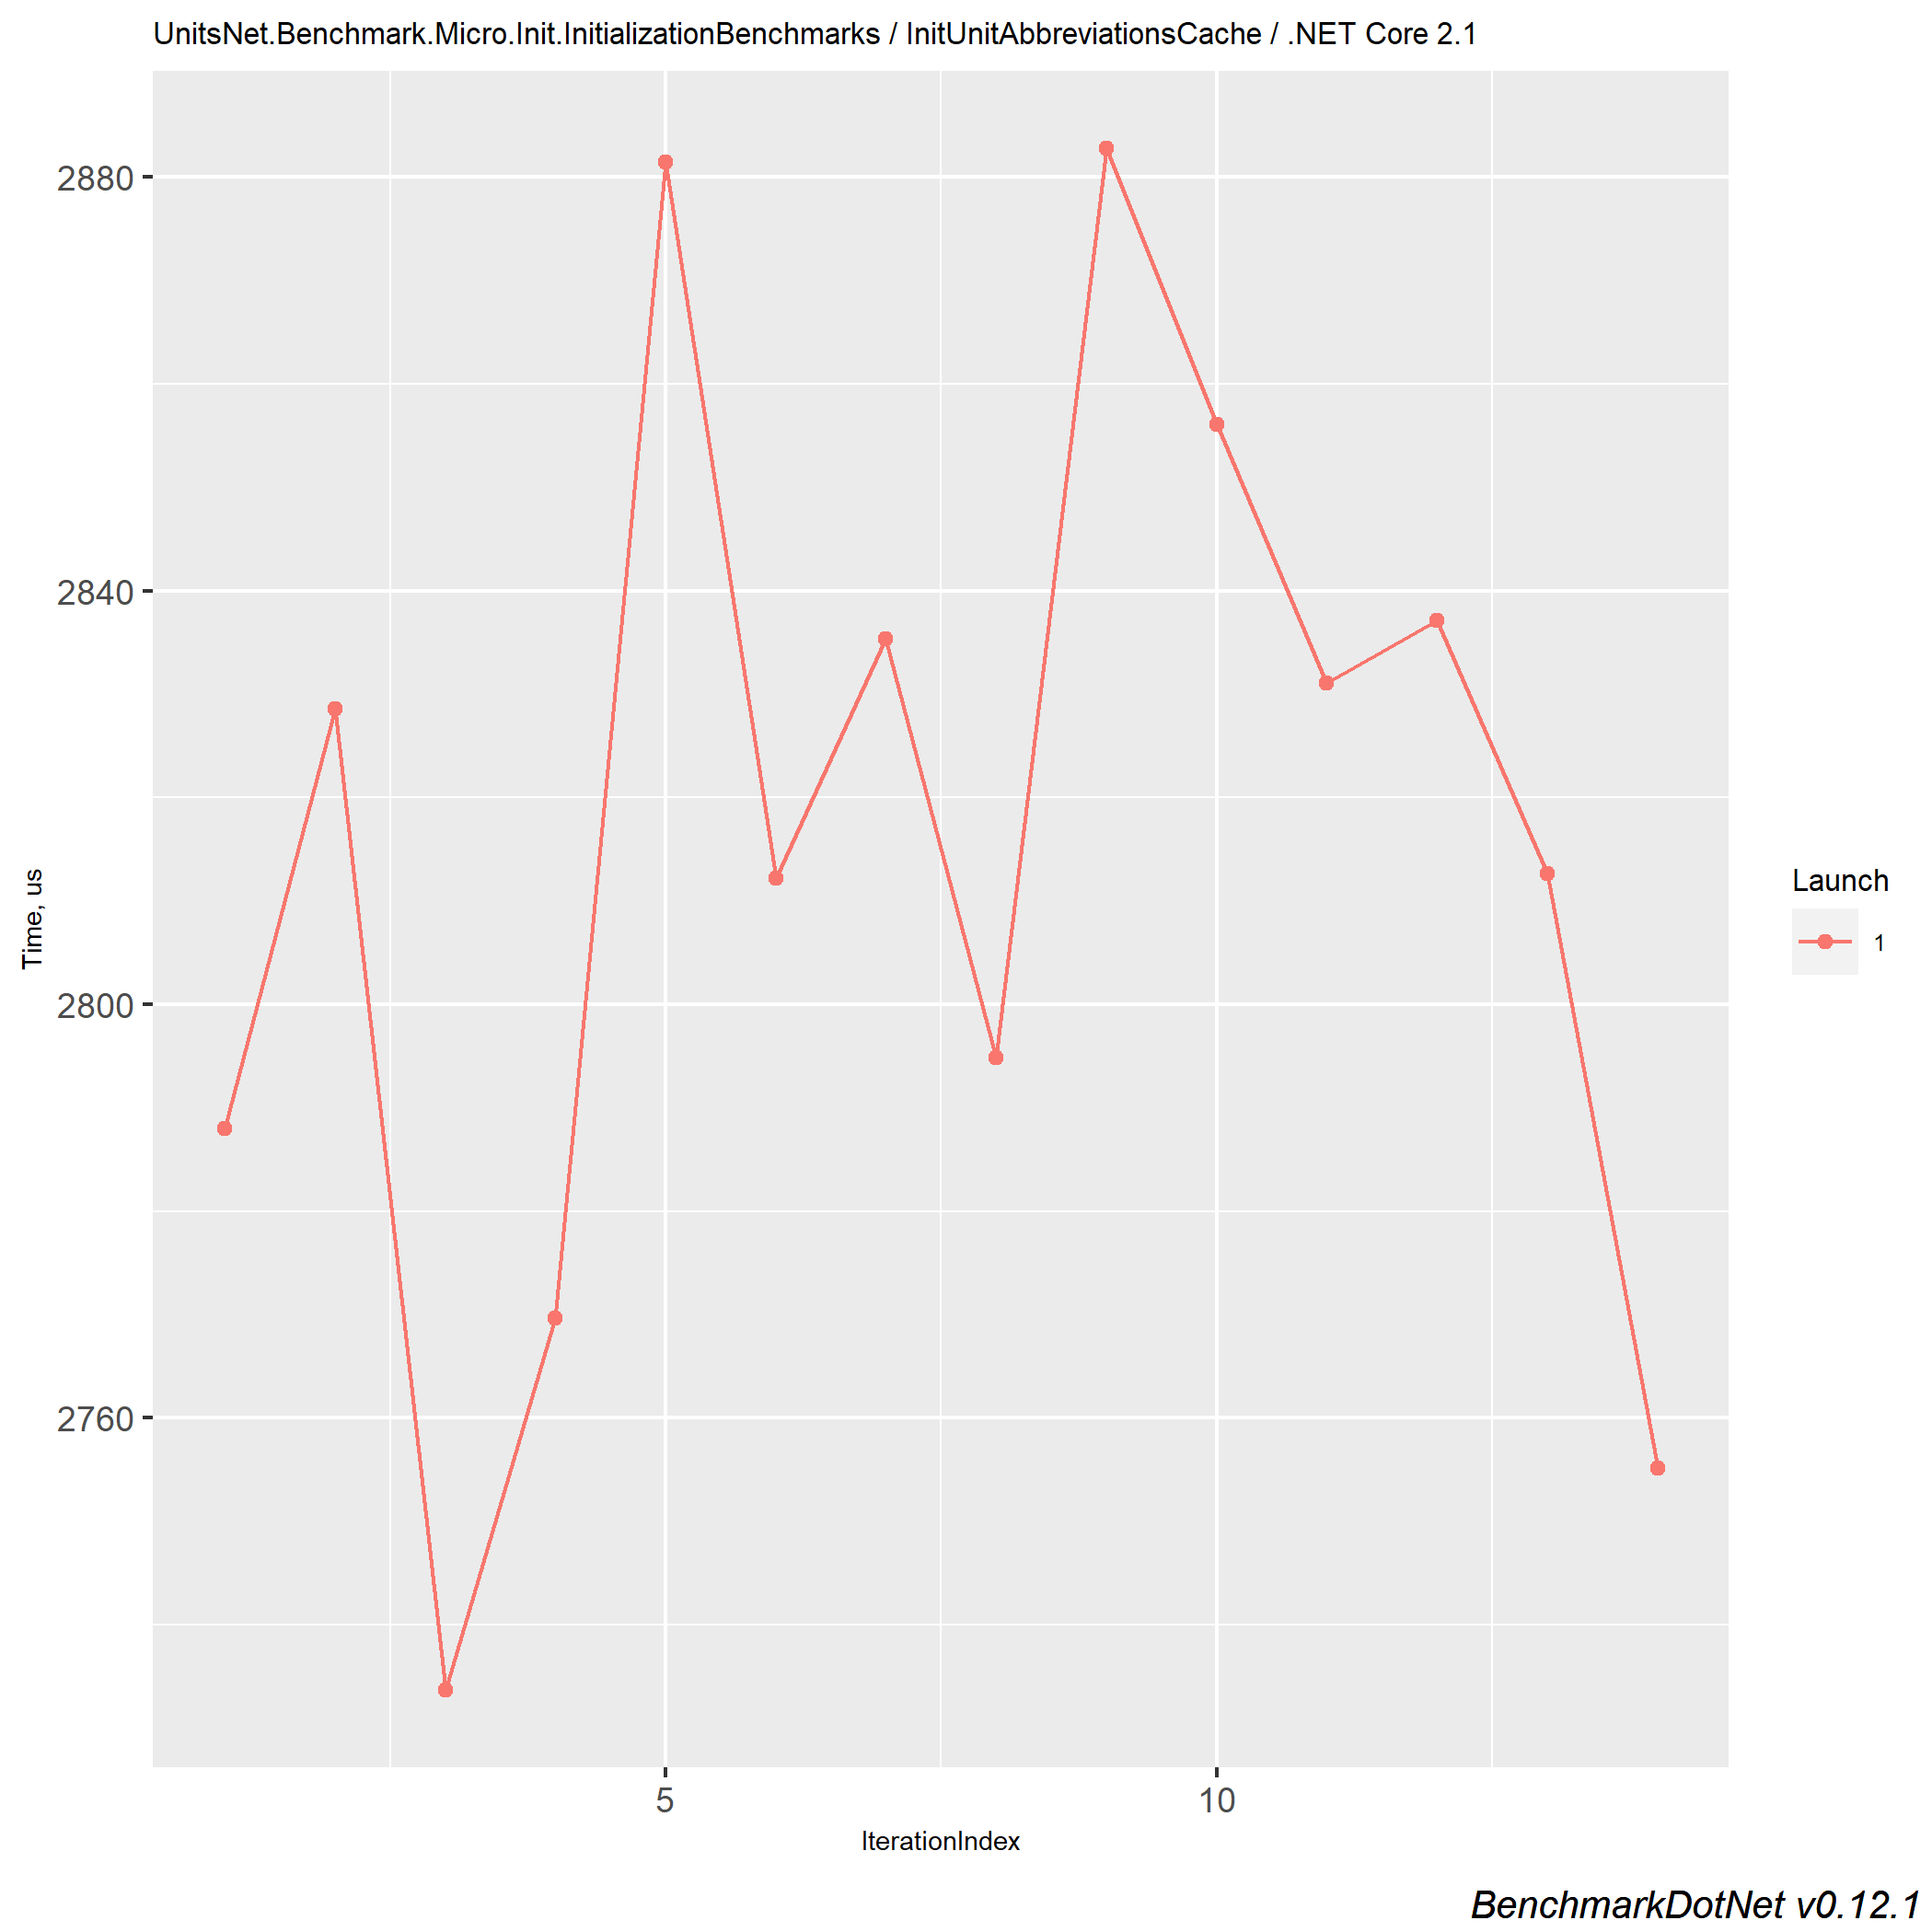 UnitsNet.Benchmark.Micro.Init.InitializationBenchmarks / InitUnitAbbreviationsCache / .NET Core 2.1
2880
2840
2800
2760
Time, us
5
10
IterationIndex
Launch
1
BenchmarkDotNet v0.12.1